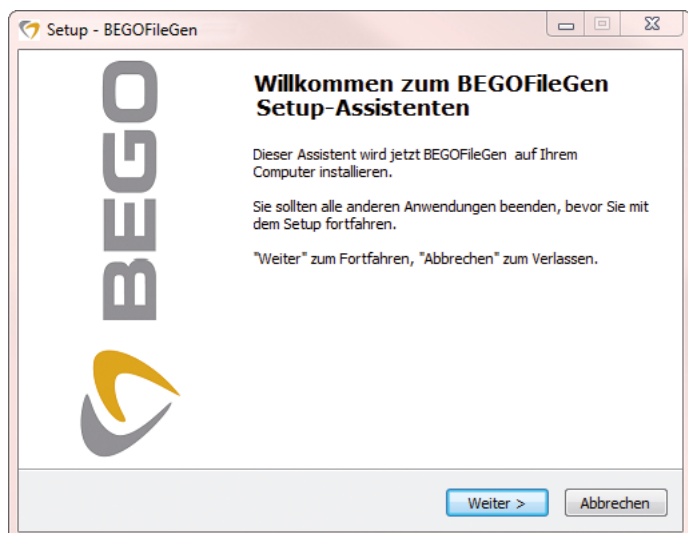 Setup - BEGOFileGen
BEGO
Willkommen zum BEGOFileGen
Setup-Assistenten
Dieser Assistent wird jetzt BEGOFileGen auf Ihrem
Computer installieren.
Sie sollten alle anderen Anwendungen beenden, bevor Sie mit
dem Setup fortfahren.
"Weiter" zum Fortfahren, "Abbrechen" zum Verlassen.
Weiter >
Abbrechen